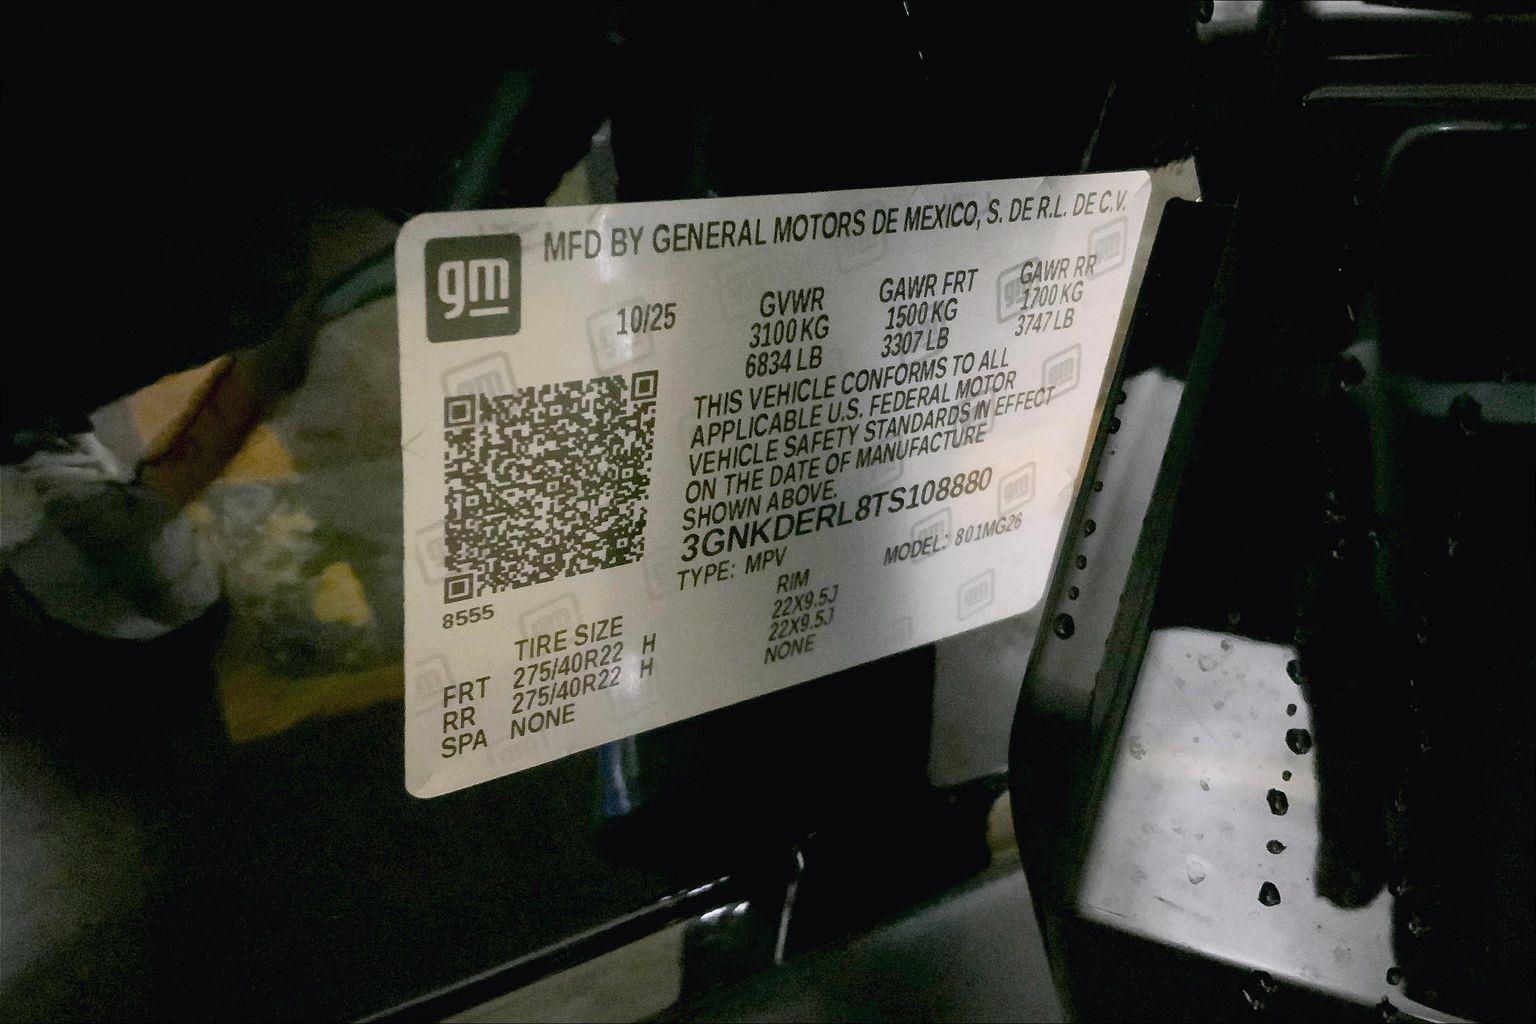 gm
MFD BY GENERAL MOTORS DE MEXICO, S. DE R.L. DE C.V.
10/25
GVWR
3100 KG
6834 LB
GAWR FRT
1500 KG
3307 LB
GAWR RR
1700 KG
3747 LB
THIS VEHICLE CONFORMS TO ALL
APPLICABLE U.S. FEDERAL MOTOR
VEHICLE SAFETY STANDARDS IN EFFECT
ON THE DATE OF MANUFACTURE
SHOWN ABOVE.
3GNKDERL8TS108880
TYPE: MPV MODEL: 801MG26
8555
TIRE SIZE RIM
FRT 275/40R22 H 22X9.5J
RR 275/40R22 H 22X9.5J
SPA NONE NONE